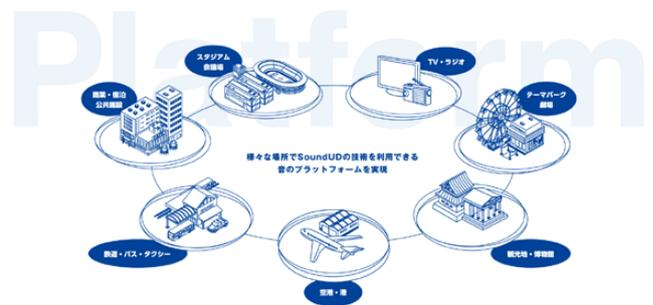 Platform
スタジアム
会議場
TV・ラジオ
商業・宿泊
公共施設
テーマパーク
劇場
様々な場所でSoundUDの技術を利用できる
音のプラットフォームを実現
鉄道・バス・タクシー
観光地・博物館
空港・港